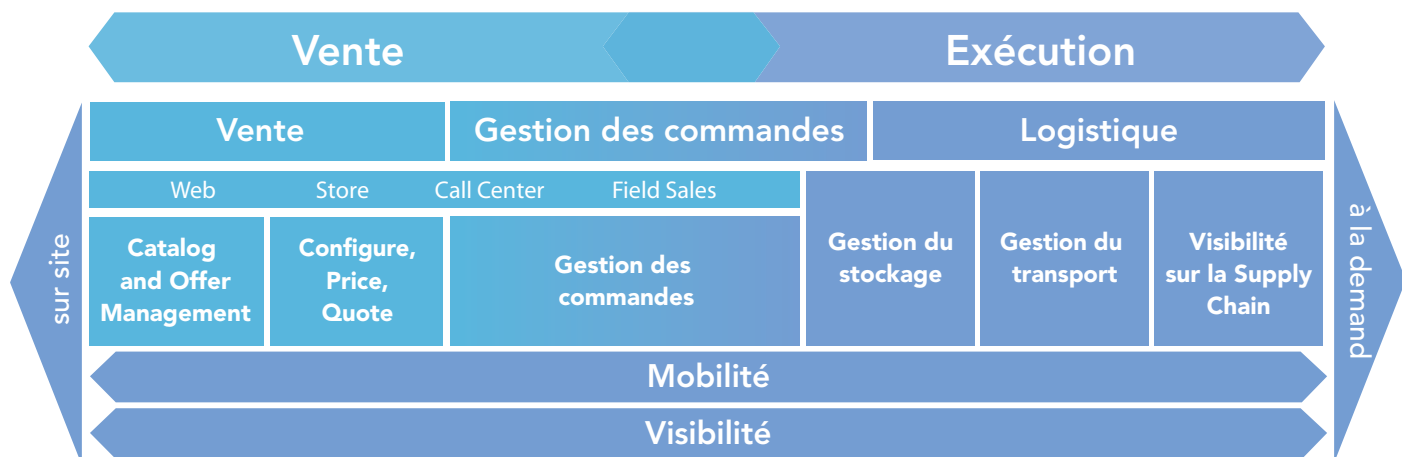 Vente
Exécution
Vente
Gestion des commandes
Logistique
Web
Store
Call Center
Field Sales
sur site
Catalog
and Offer
Management
Configure,
Price,
Quote
Gestion des
commandes
Gestion du
stockage
Gestion du
transport
Visibilité
sur la Supply
Chain
à la demand
Mobilité
Visibilité